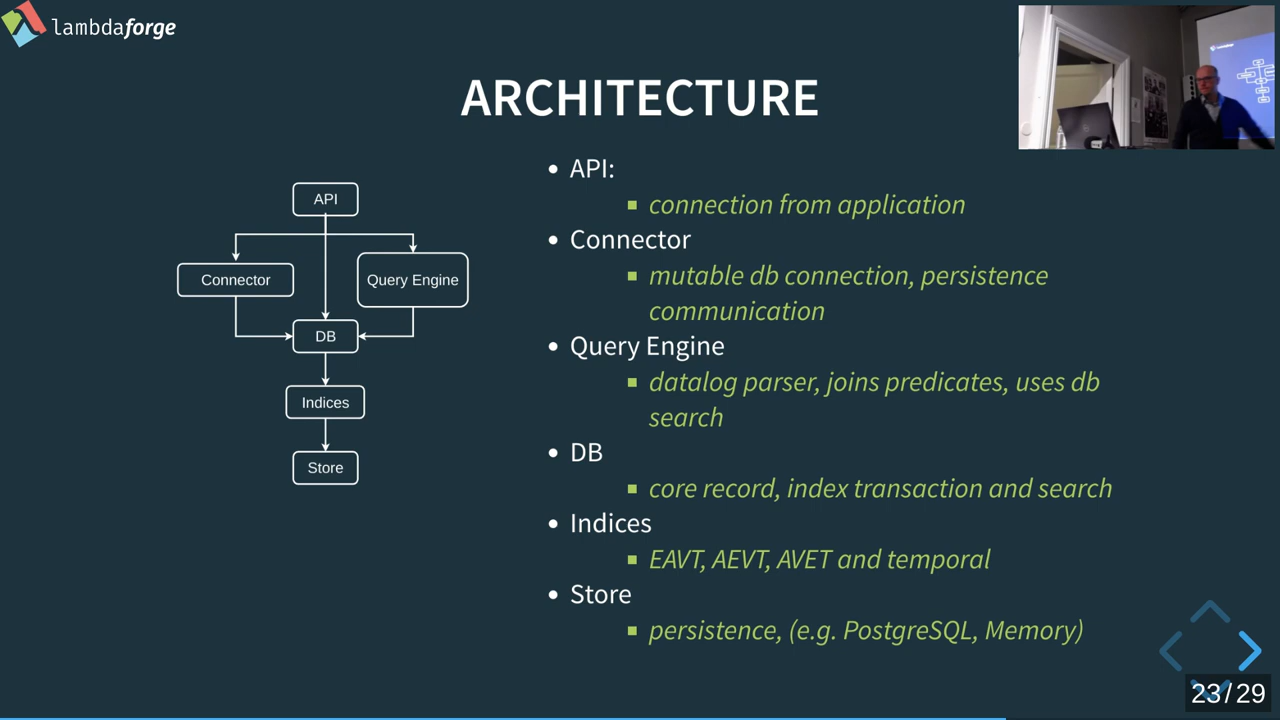 lambdaforge
ARCHITECTURE
API
Connector
Query Engine
DB
Indices
Store
• API:
▪ connection from application
• Connector
▪ mutable db connection, persistence
communication
• Query Engine
▪ datalog parser, joins predicates, uses db
search
• DB
▪ core record, index transaction and search
• Indices
▪ EAVT, AEVT, AVET and temporal
• Store
▪ persistence, (e.g. PostgreSQL, Memory)
23/29